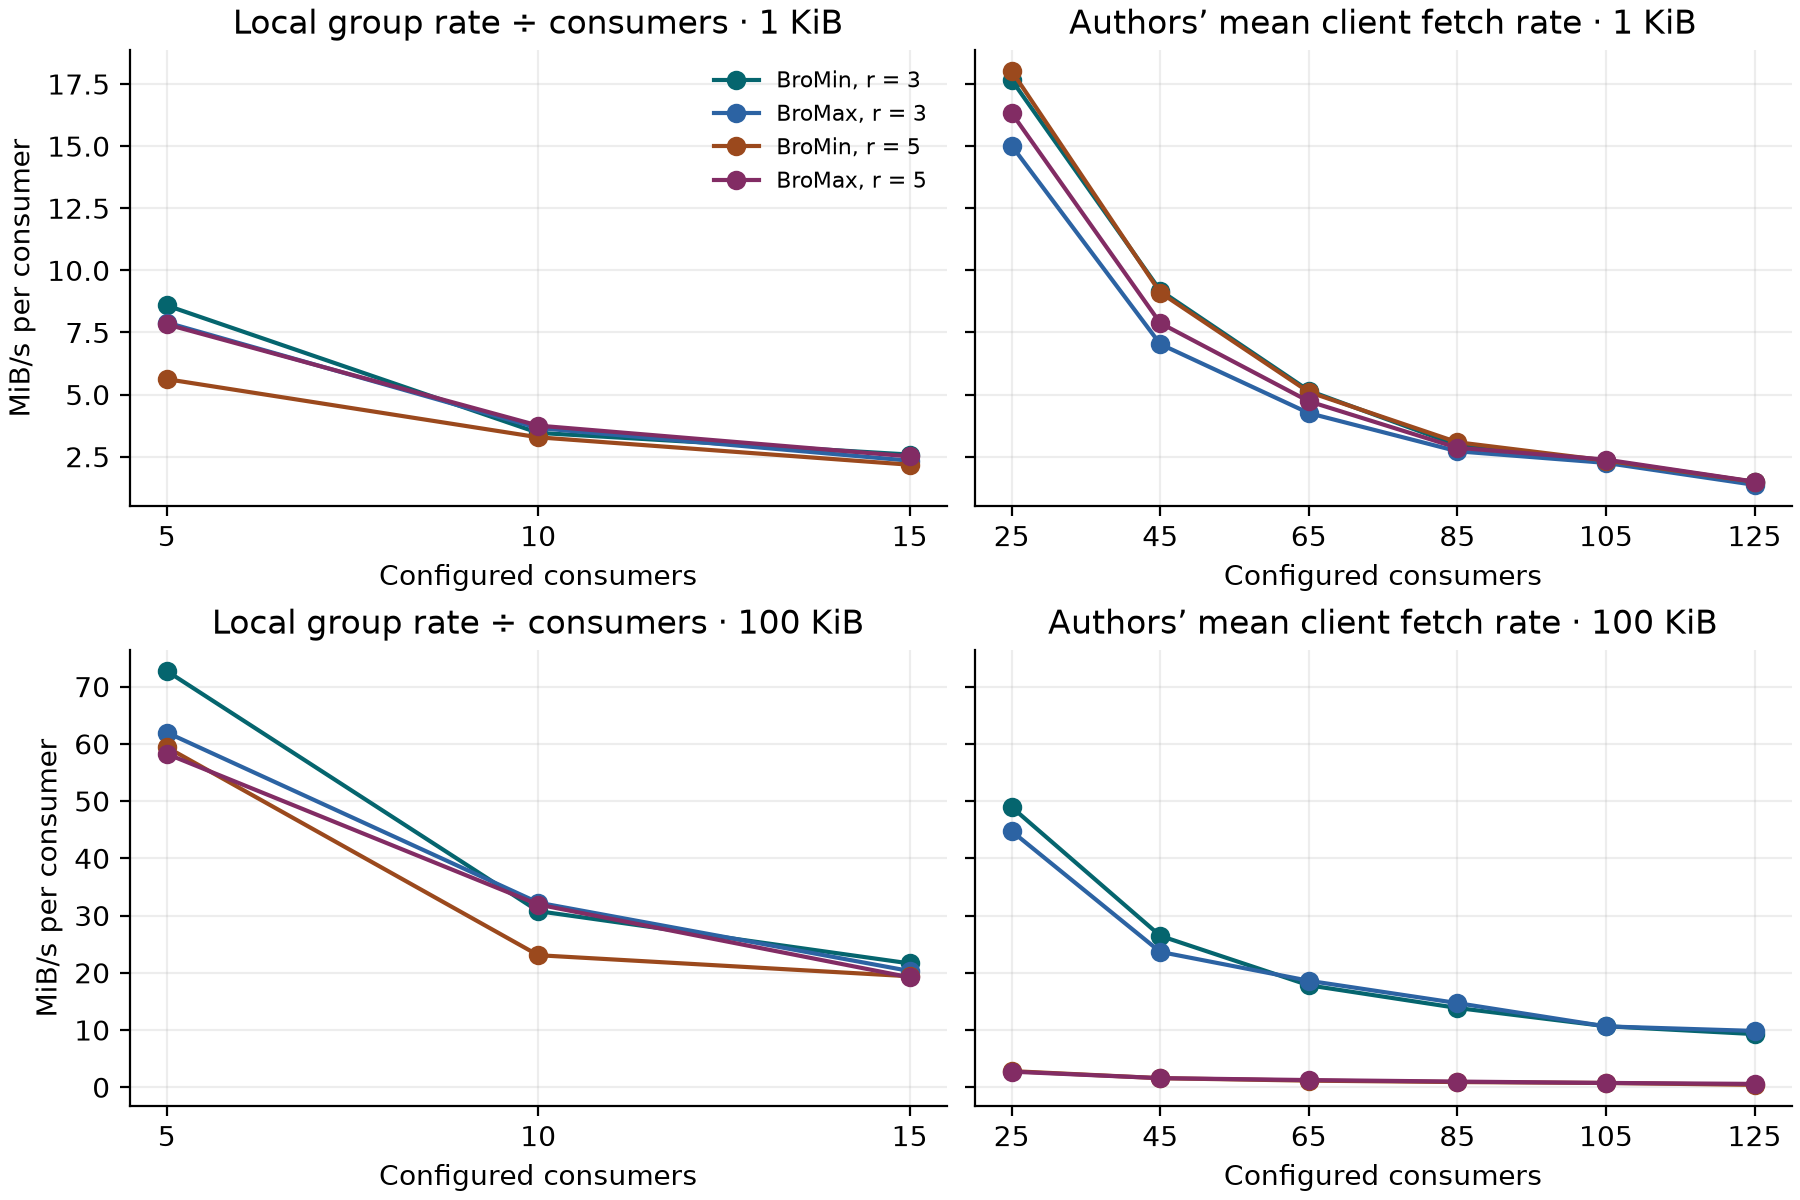 Local group rate ÷ consumers · 1 KiB
Authors’ mean client fetch rate · 1 KiB
MiB/s per consumer
17.5
15.0
12.5
10.0
7.5
5.0
2.5
BroMin, r = 3
BroMax, r = 3
BroMin, r = 5
BroMax, r = 5
5 10 15
25 45 65 85 105 125
Configured consumers
Configured consumers
Local group rate ÷ consumers · 100 KiB
Authors’ mean client fetch rate · 100 KiB
MiB/s per consumer
70
60
50
40
30
20
10
0
5 10 15
25 45 65 85 105 125
Configured consumers
Configured consumers